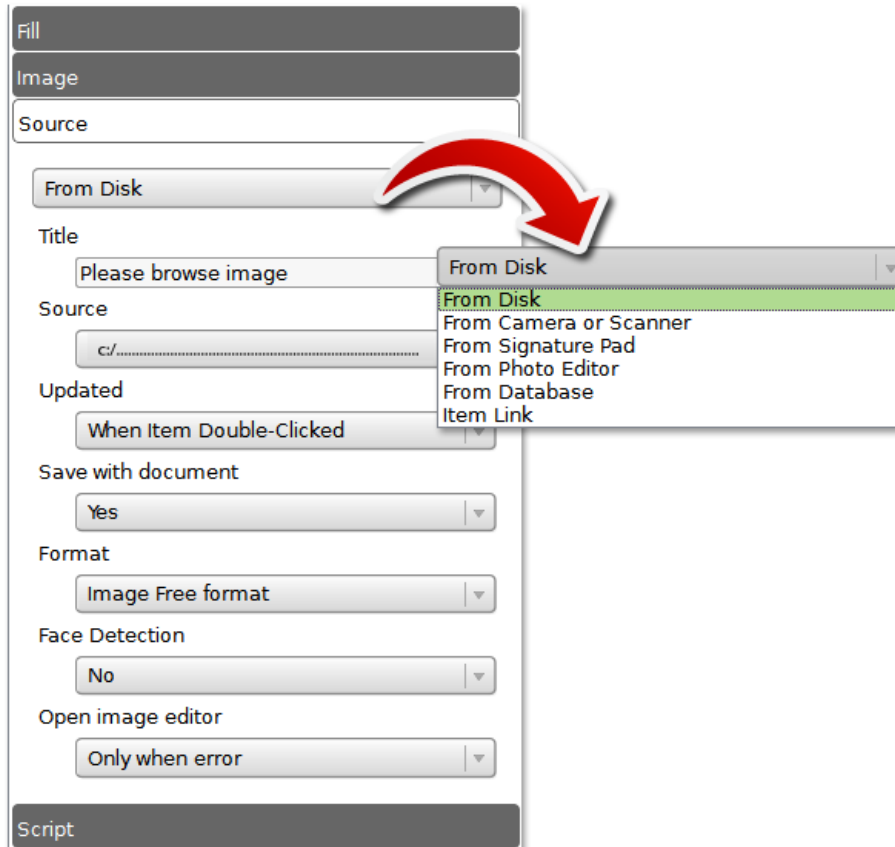 Fill
Image
Source
From Disk
Title
Please browse image
Source
c:/.....................................................................................
Updated
When Item Double-Clicked
Save with document
Yes
Format
Image Free format
Face Detection
No
Open image editor
Only when error
Script
From Disk
From Disk
From Camera or Scanner
From Signature Pad
From Photo Editor
From Database
Item Link